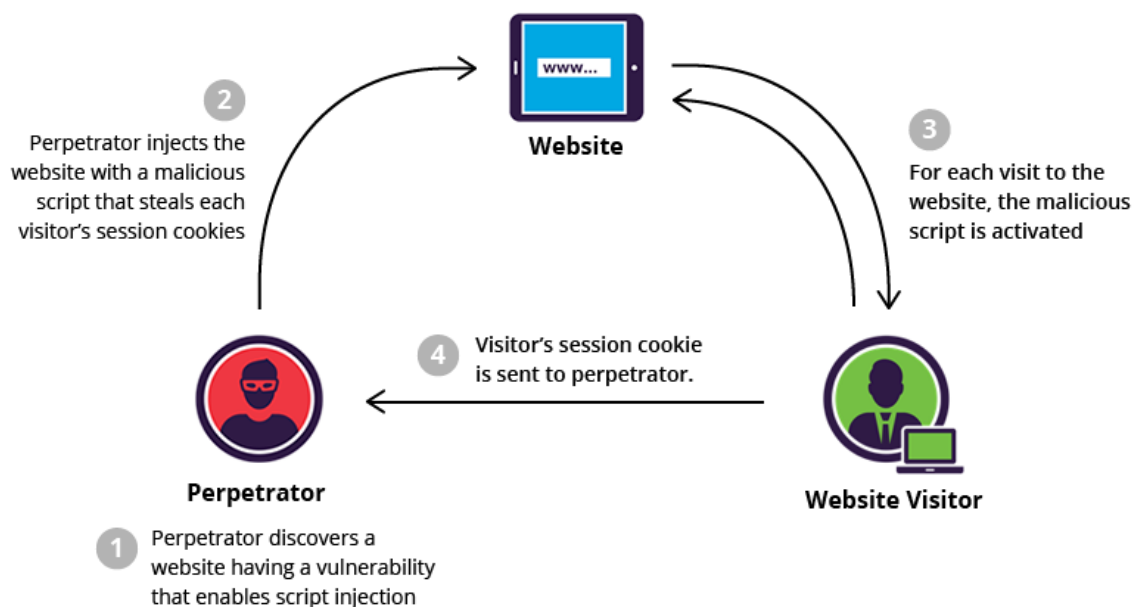 www...
Website
2
Perpetrator injects the
website with a malicious
script that steals each
visitor's session cookies
3
For each visit to the
website, the malicious
script is activated
4
Visitor's session cookie
is sent to perpetrator.
Perpetrator
Website Visitor
1
Perpetrator discovers a
website having a vulnerability
that enables script injection